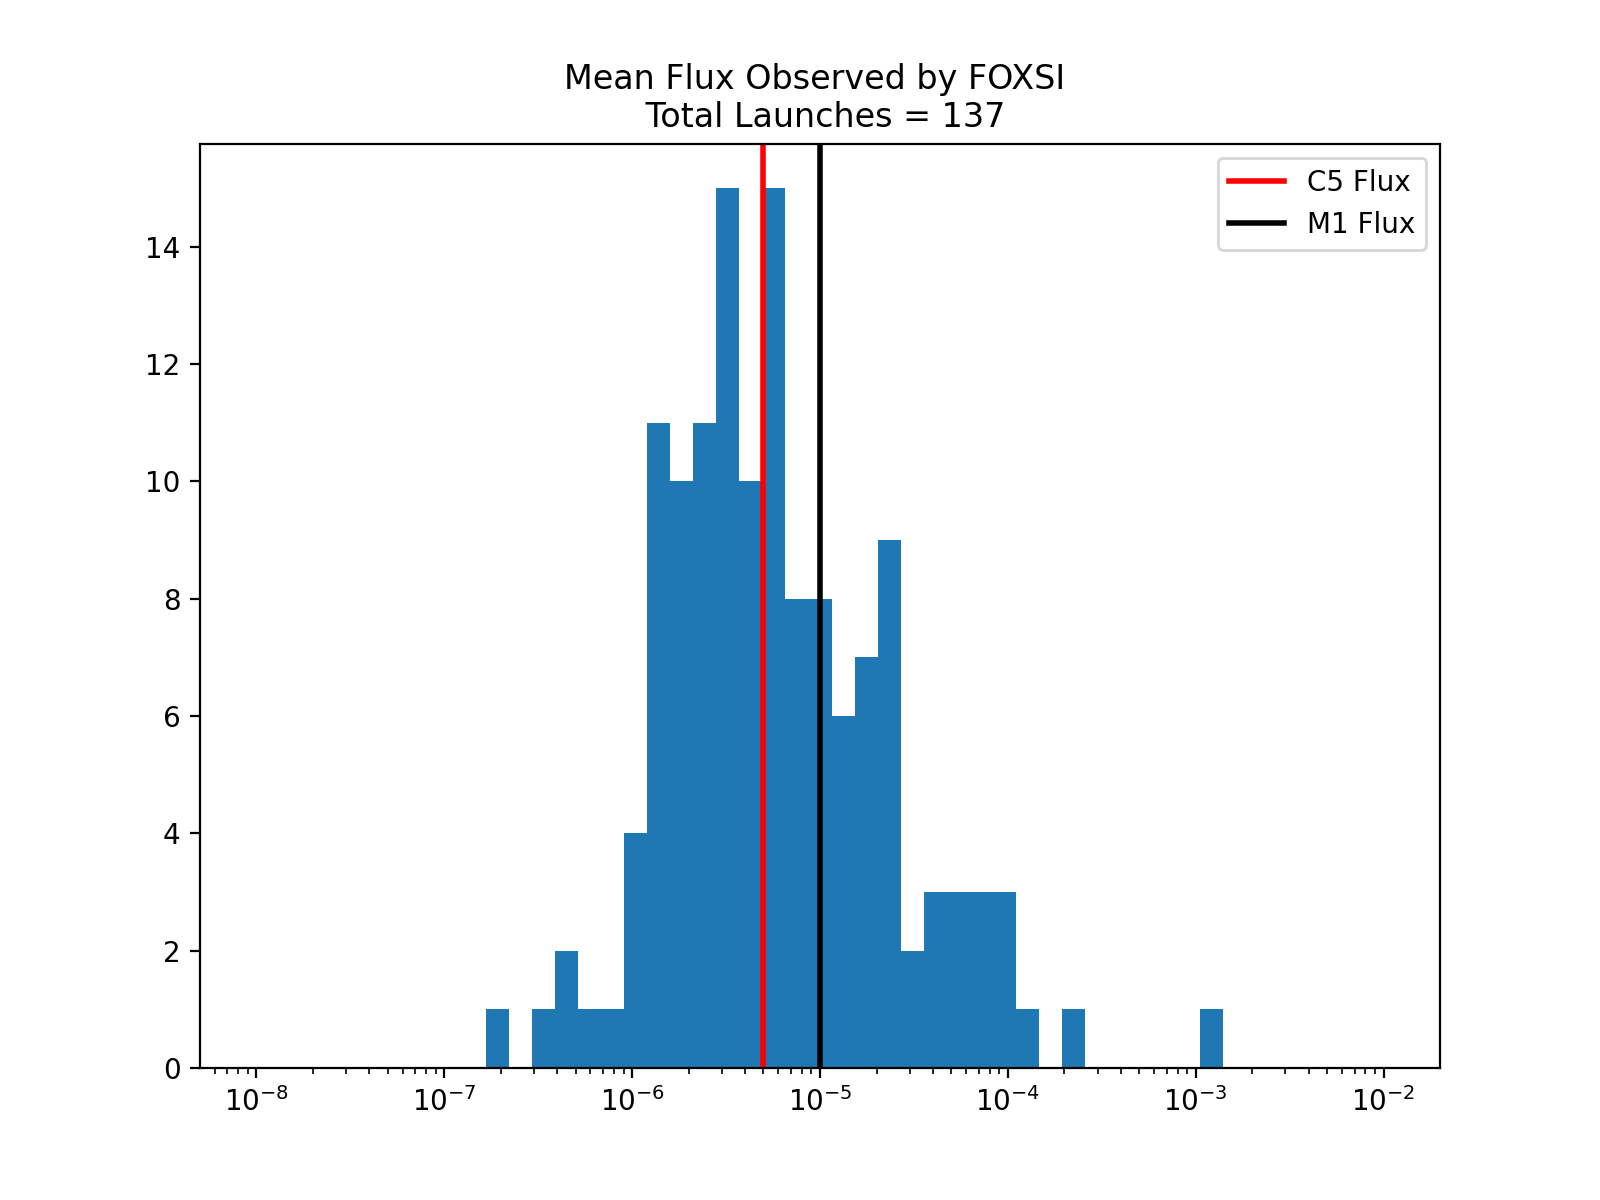 Mean Flux Observed by FOXSI
Total Launches = 137
C5 Flux
M1 Flux
14
12
10
8
6
4
2
0
10⁻⁸ 10⁻⁷ 10⁻⁶ 10⁻⁵ 10⁻⁴ 10⁻³ 10⁻²